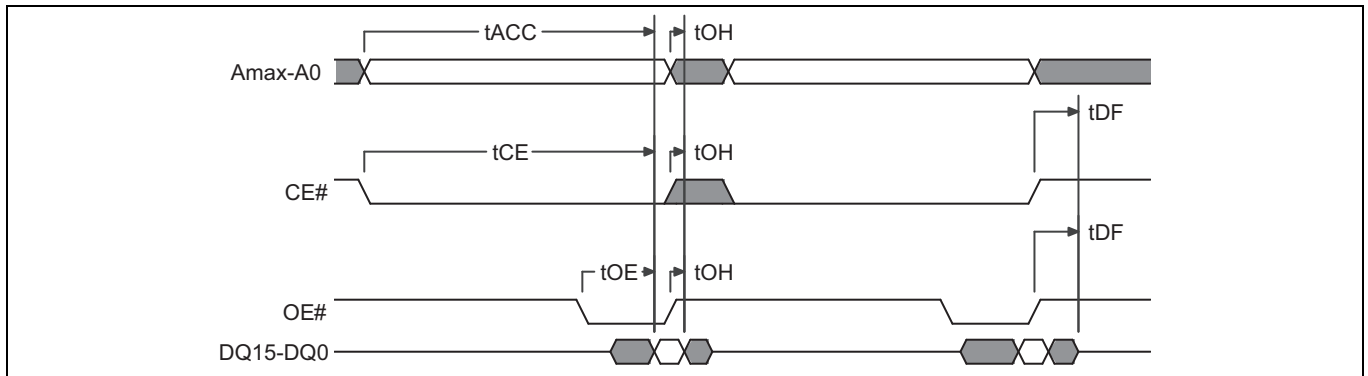 tACC
tOH
Amax-A0
tDF
tCE
tOH
CE#
tDF
tOE
tOH
OE#
DQ15-DQ0